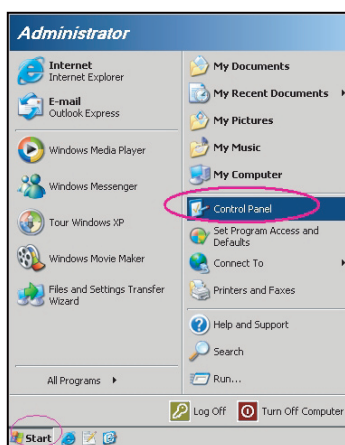 Administrator
Internet
Internet Explorer
E-mail
Outlook Express
Windows Media Player
Windows Messenger
Tour Windows XP
Windows Movie Maker
Files and Settings Transfer
Wizard
All Programs
My Documents
My Recent Documents
My Pictures
My Music
My Computer
Control Panel
Set Program Access and
Defaults
Connect To
Printers and Faxes
Help and Support
Search
Run...
Log Off Turn Off Computer
Start